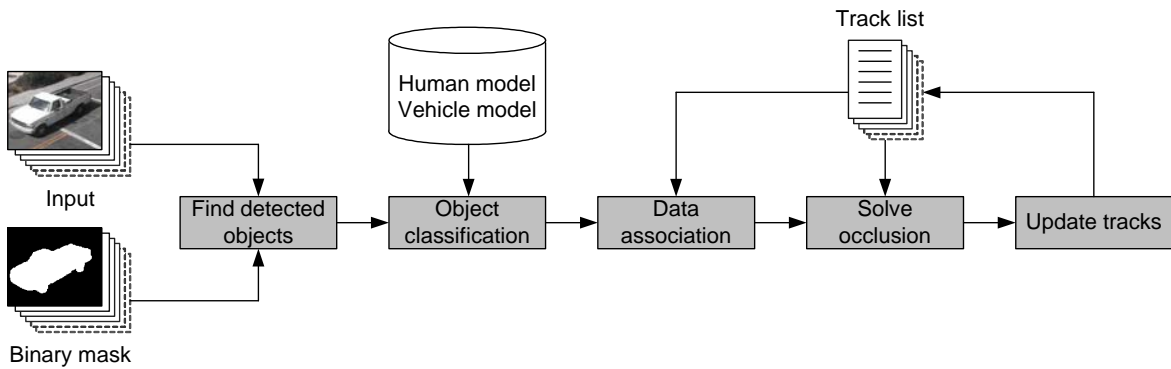 Track list
Human model
Vehicle model
Input
Find detected
objects
Object
classification
Data
association
Solve
occlusion
Update tracks
Binary mask